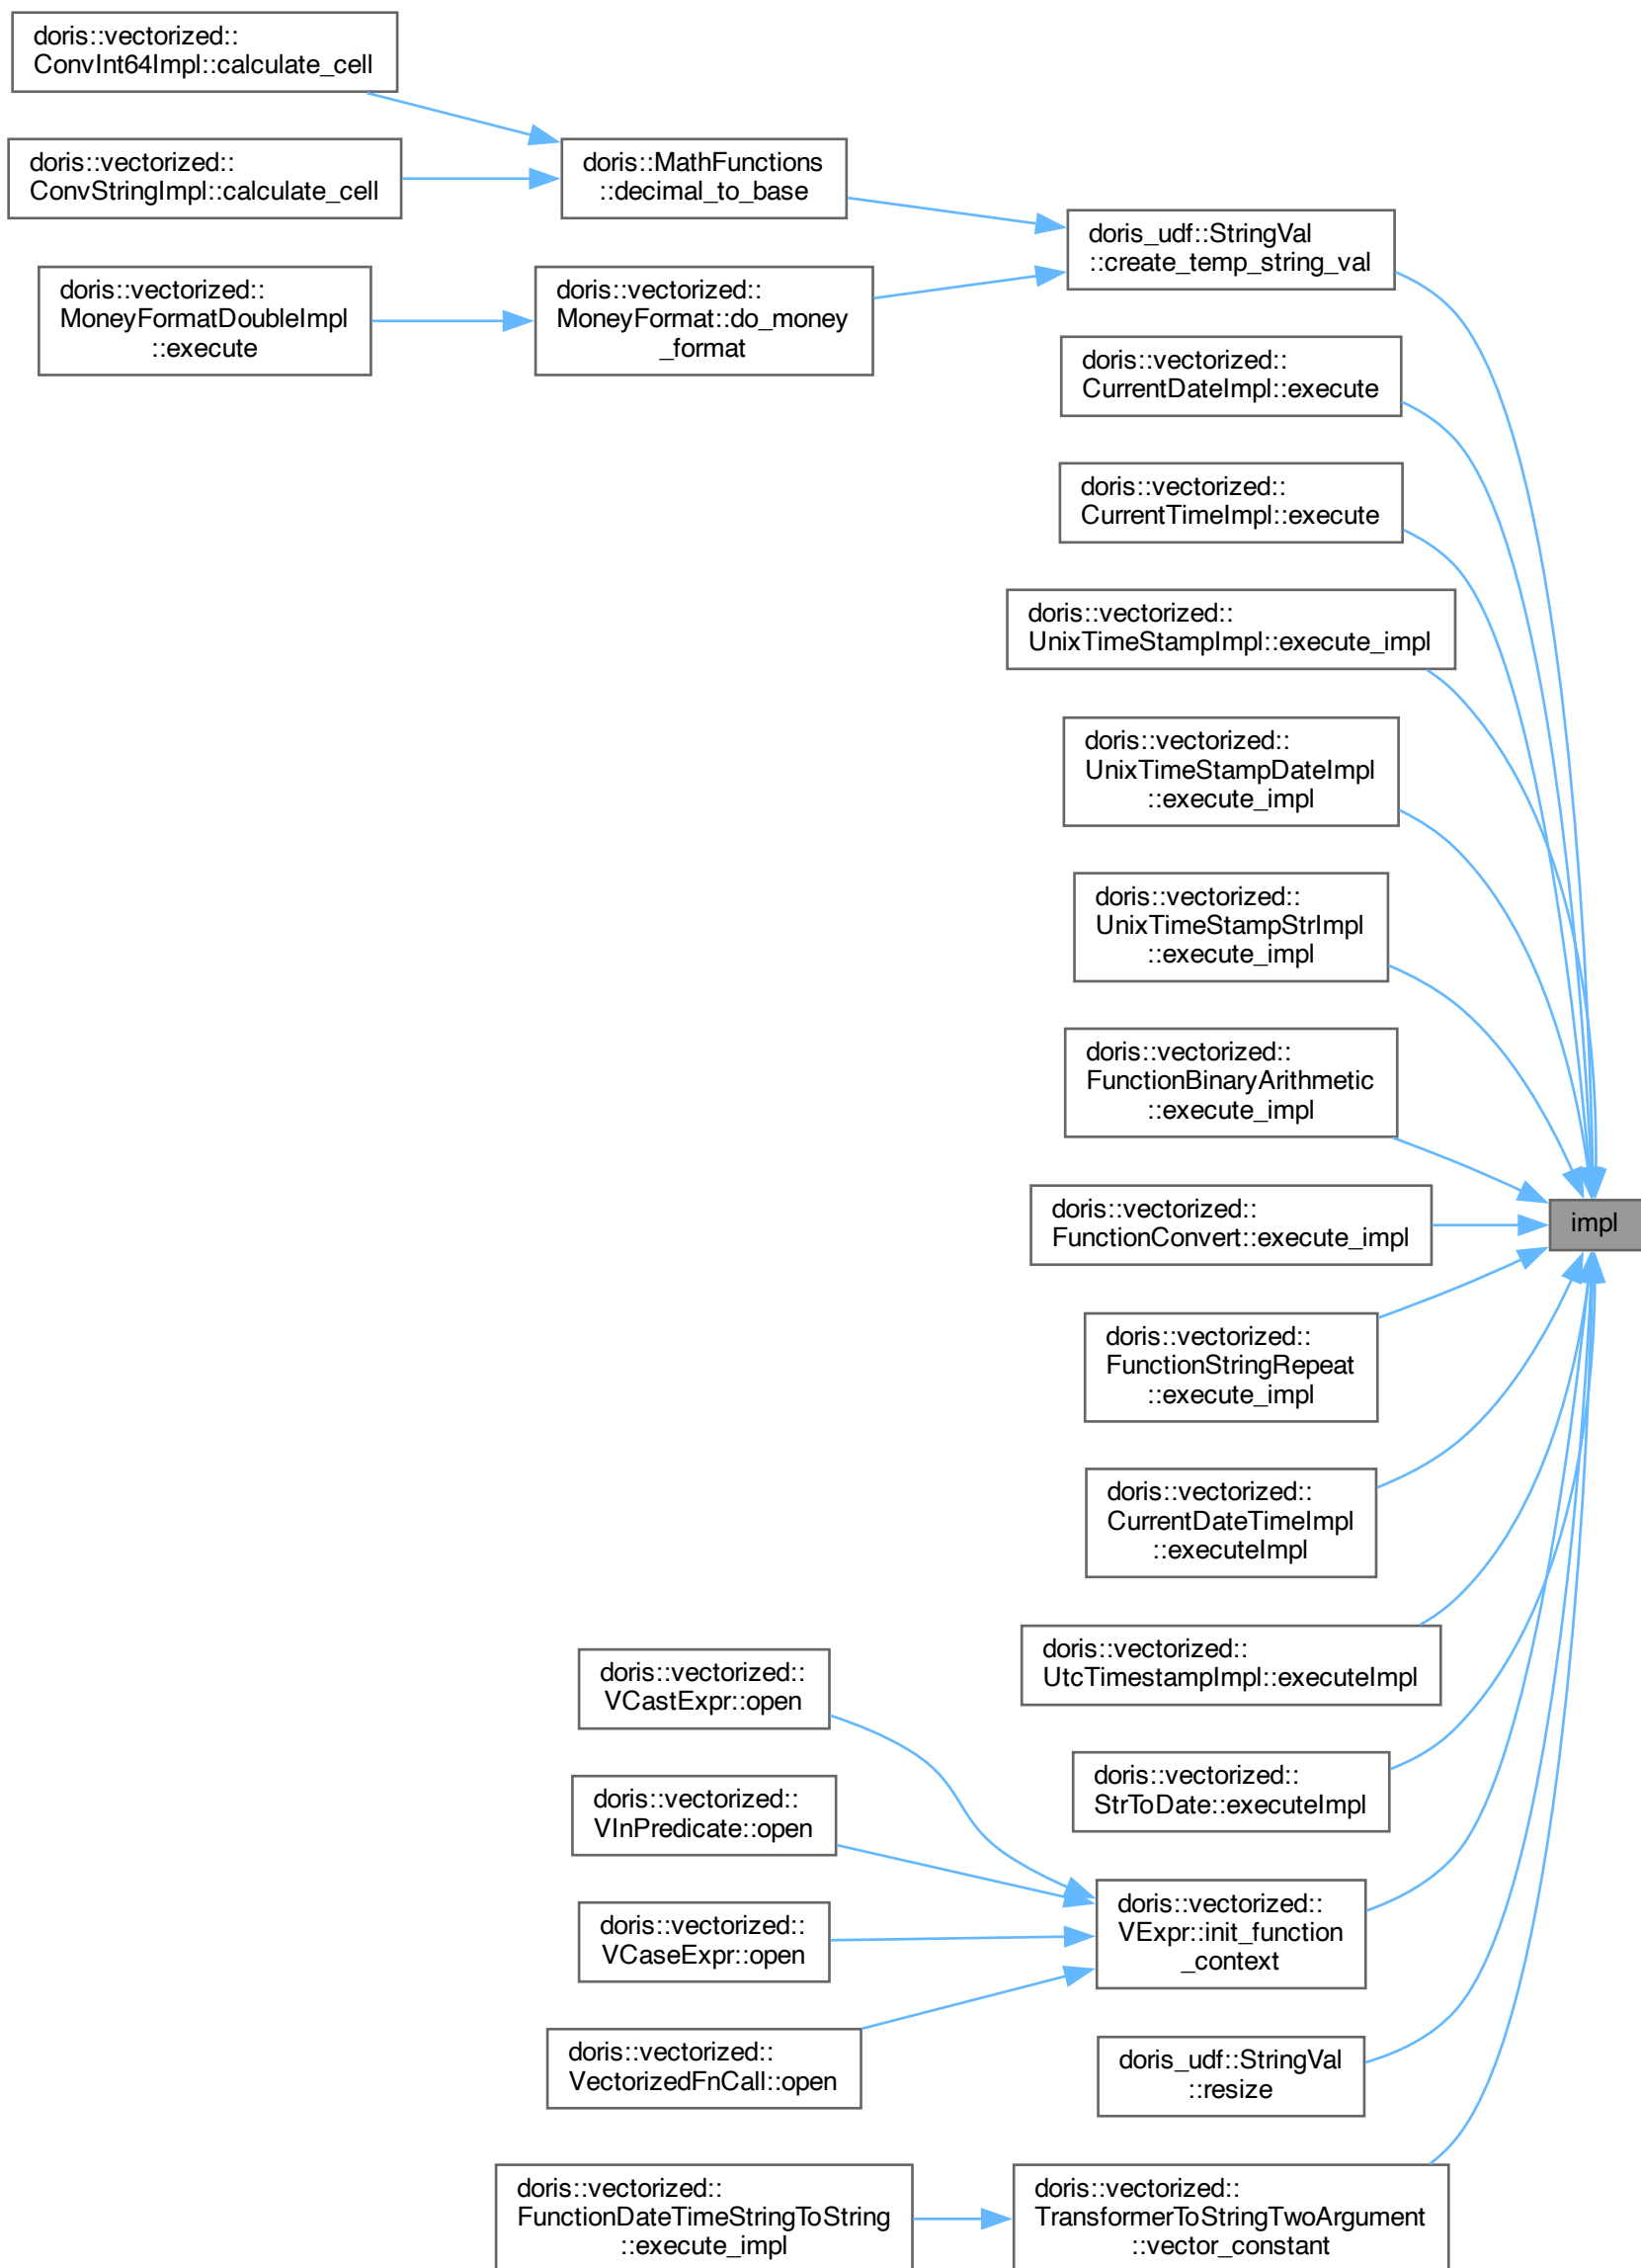 doris::vectorized::
ConvInt64Impl::calculate_cell
doris::vectorized::
ConvStringImpl::calculate_cell
doris::MathFunctions
::decimal_to_base
doris_udf::StringVal
::create_temp_string_val
doris::vectorized::
MoneyFormatDoubleImpl
::execute
doris::vectorized::
MoneyFormat::do_money
_format
doris::vectorized::
CurrentDateImpl::execute
doris::vectorized::
CurrentTimeImpl::execute
doris::vectorized::
UnixTimeStampImpl::execute_impl
doris::vectorized::
UnixTimeStampDateImpl
::execute_impl
doris::vectorized::
UnixTimeStampStrImpl
::execute_impl
doris::vectorized::
FunctionBinaryArithmetic
::execute_impl
doris::vectorized::
FunctionConvert::execute_impl
impl
doris::vectorized::
FunctionStringRepeat
::execute_impl
doris::vectorized::
CurrentDateTimeImpl
::executeImpl
doris::vectorized::
UtcTimestampImpl::executeImpl
doris::vectorized::
StrToDate::executeImpl
doris::vectorized::
VCastExpr::open
doris::vectorized::
VInPredicate::open
doris::vectorized::
VCaseExpr::open
doris::vectorized::
VectorizedFnCall::open
doris::vectorized::
VExpr::init_function
_context
doris_udf::StringVal
::resize
doris::vectorized::
FunctionDateTimeStringToString
::execute_impl
doris::vectorized::
TransformerToStringTwoArgument
::vector_constant